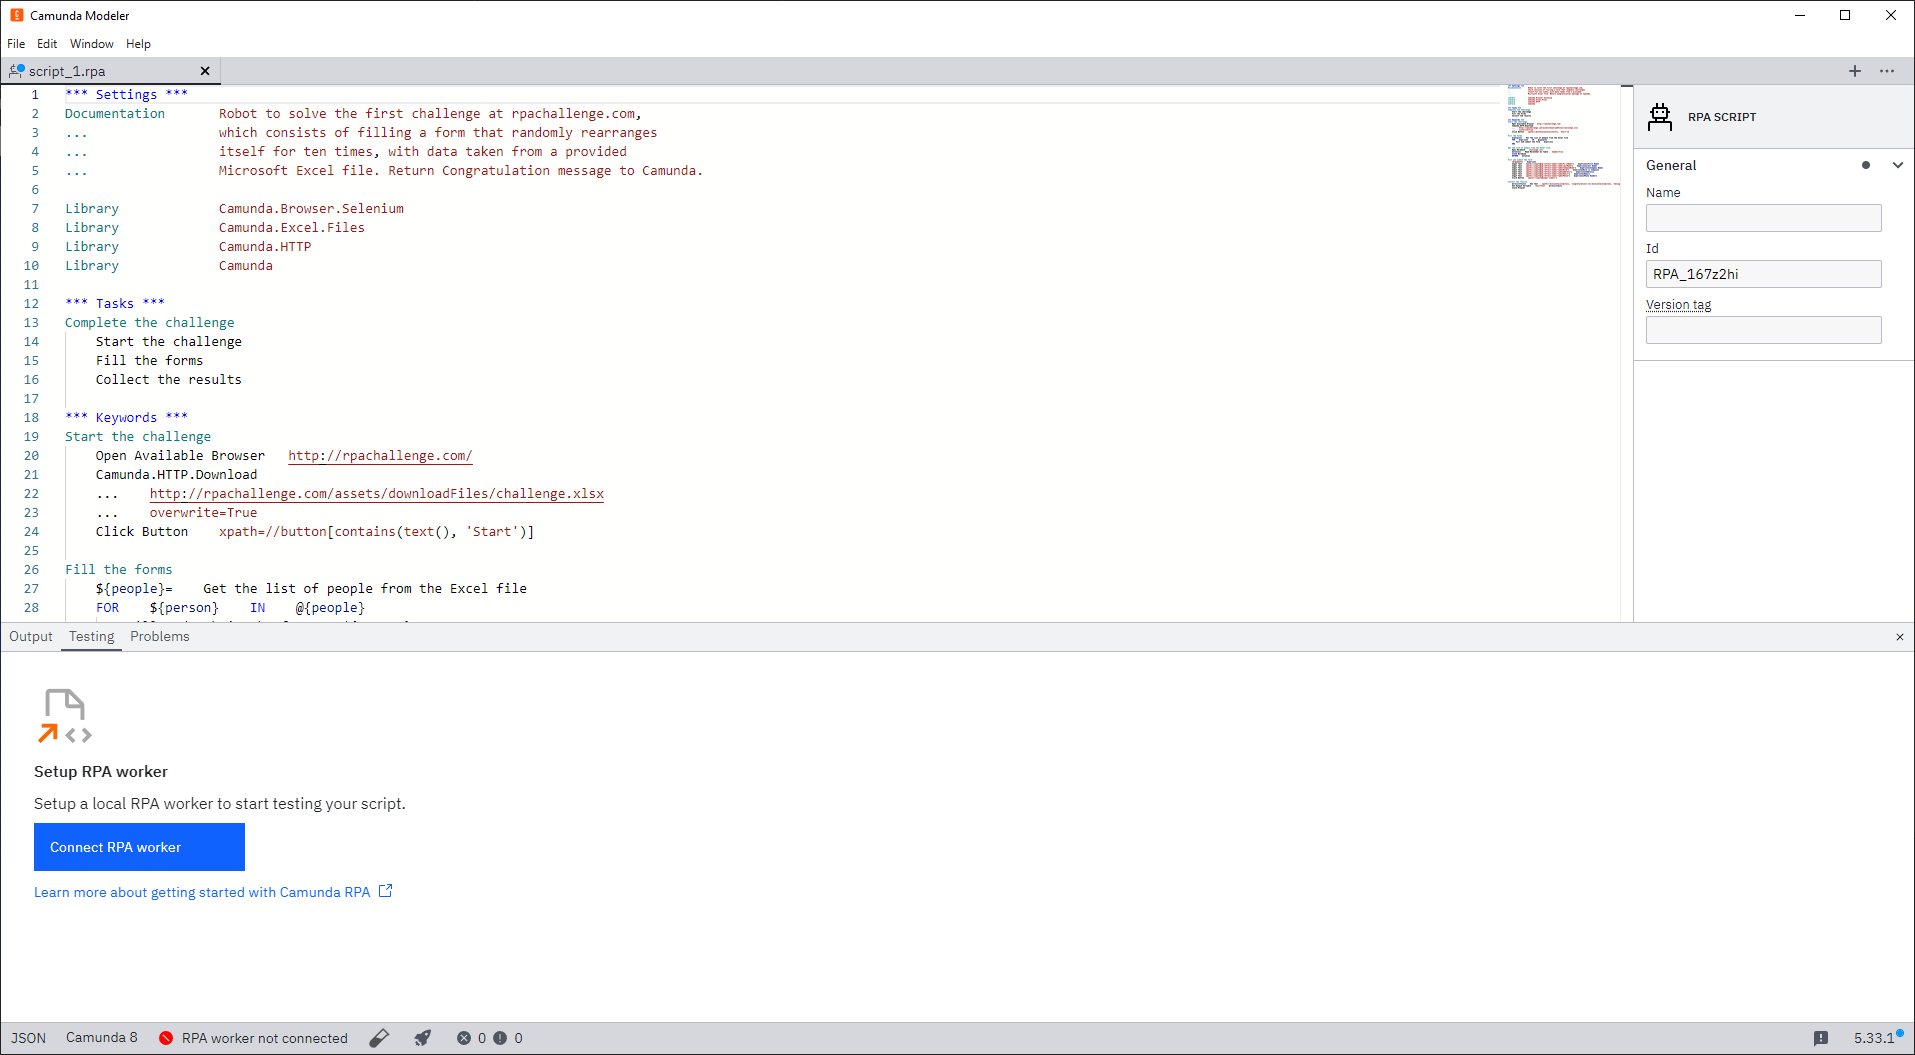 Camunda Modeler
File Edit Window Help
script_1.rpa
1 *** Settings ***
2 Documentation Robot to solve the first challenge at rpachallenge.com,
3 ... which consists of filling a form that randomly rearranges
4 ... itself for ten times, with data taken from a provided
5 ... Microsoft Excel file. Return Congratulation message to Camunda.
6
7 Library Camunda.Browser.Selenium
8 Library Camunda.Excel.Files
9 Library Camunda.HTTP
10 Library Camunda
11
12 *** Tasks ***
13 Complete the challenge
14 Start the challenge
15 Fill the forms
16 Collect the results
17
18 *** Keywords ***
19 Start the challenge
20 Open Available Browser http://rpachallenge.com/
21 Camunda.HTTP.Download
22 ... http://rpachallenge.com/assets/downloadFiles/challenge.xlsx
23 ... overwrite=True
24 Click Button xpath=//button[contains(text(), 'Start')]
25
26 Fill the forms
27 ${people}= Get the list of people from the Excel file
28 FOR ${person} IN @{people}
RPA SCRIPT
General
Name
Id
RPA_167z2hi
Version tag
Output Testing Problems
Setup RPA worker
Setup a local RPA worker to start testing your script.
Connect RPA worker
Learn more about getting started with Camunda RPA
JSON Camunda 8 RPA worker not connected 0 0 5.33.1